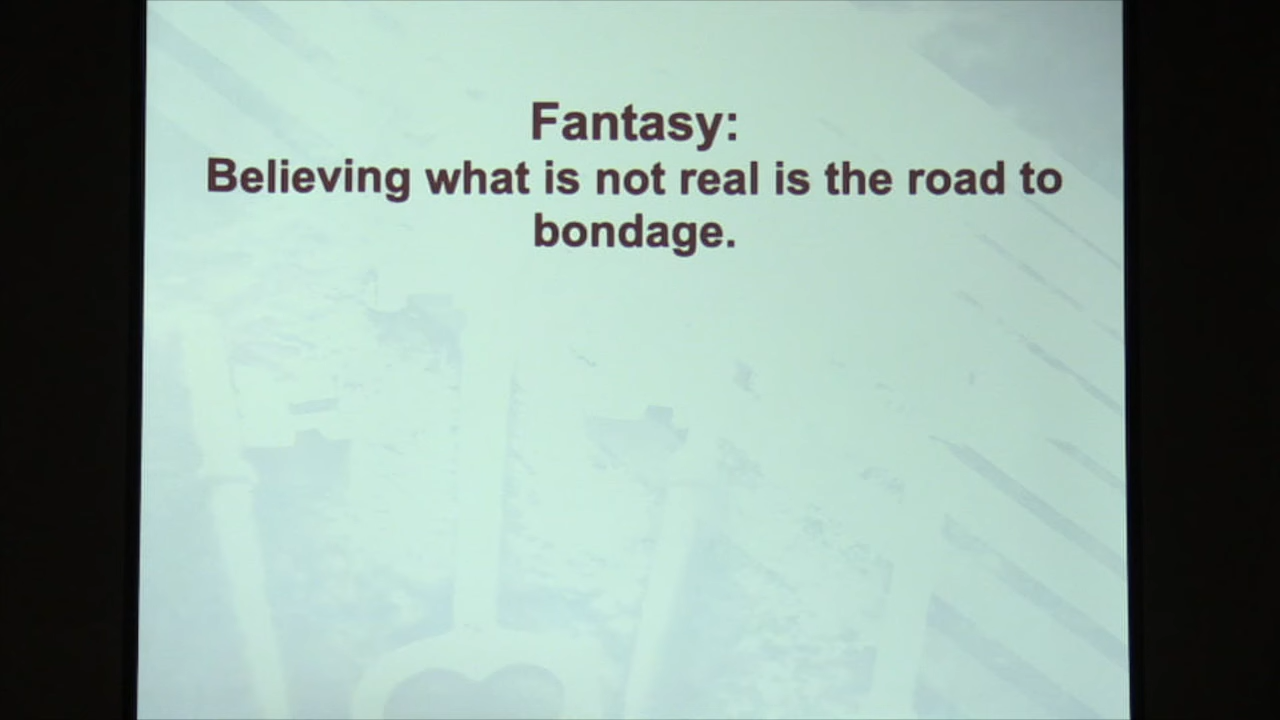 Fantasy:
Believing what is not real is the road to
bondage.